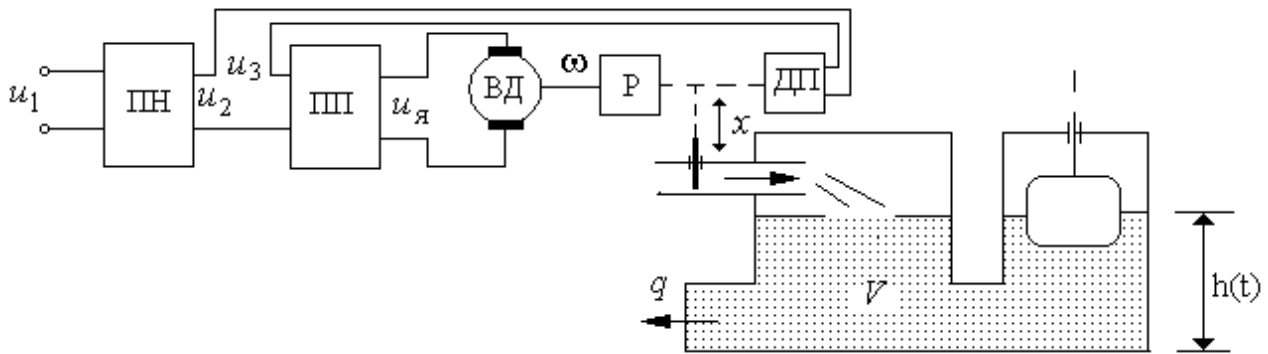 u1
ПН
u2
u3
ПП
uя
ВД
ω
Р
ДП
x
q
V
h(t)